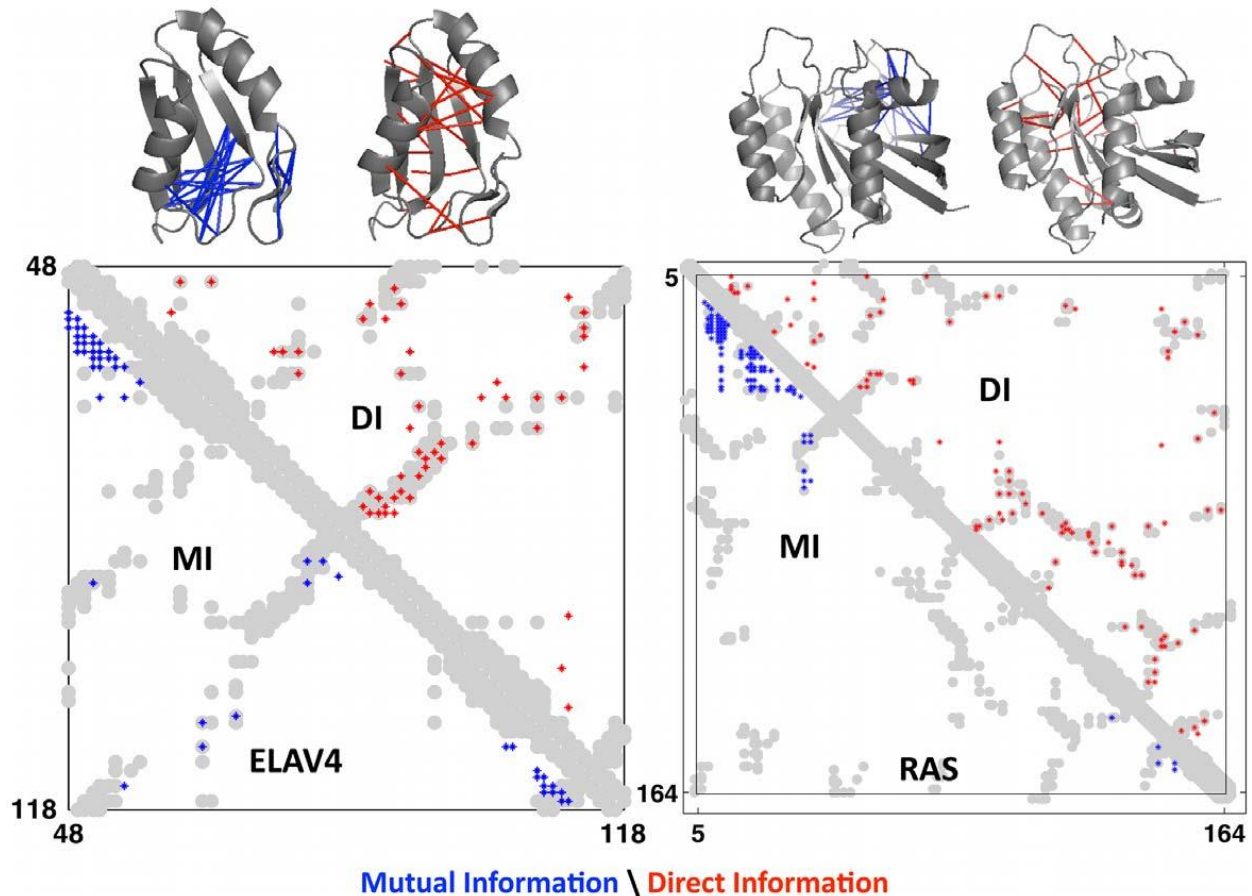 48
DI
MI
ELAV4
118
48
118
5
DI
MI
RAS
164
5
164
Mutual Information \ Direct Information